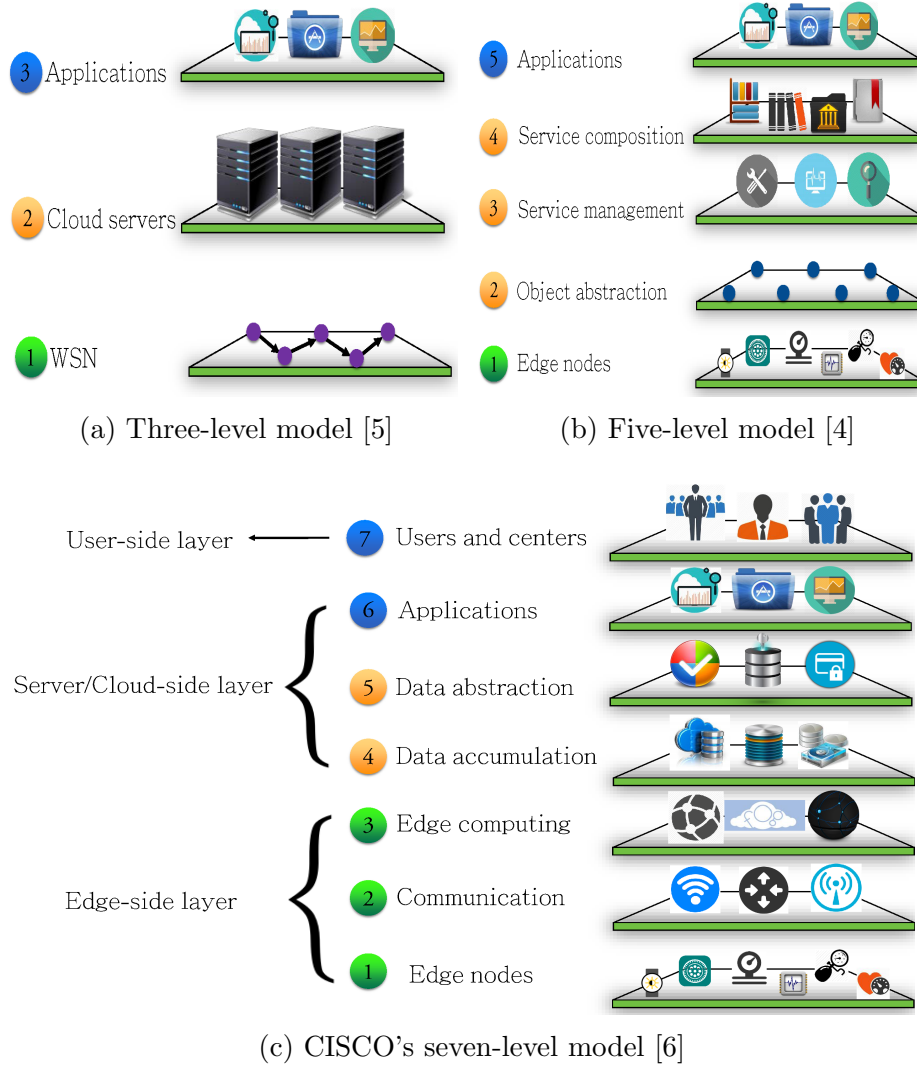 3 Applications
2 Cloud servers
1 WSN
(a) Three-level model [5]
5 Applications
4 Service composition
3 Service management
2 Object abstraction
1 Edge nodes
(b) Five-level model [4]
User-side layer
7 Users and centers
6 Applications
Server/Cloud-side layer
5 Data abstraction
4 Data accumulation
3 Edge computing
Edge-side layer
2 Communication
1 Edge nodes
(c) CISCO's seven-level model [6]